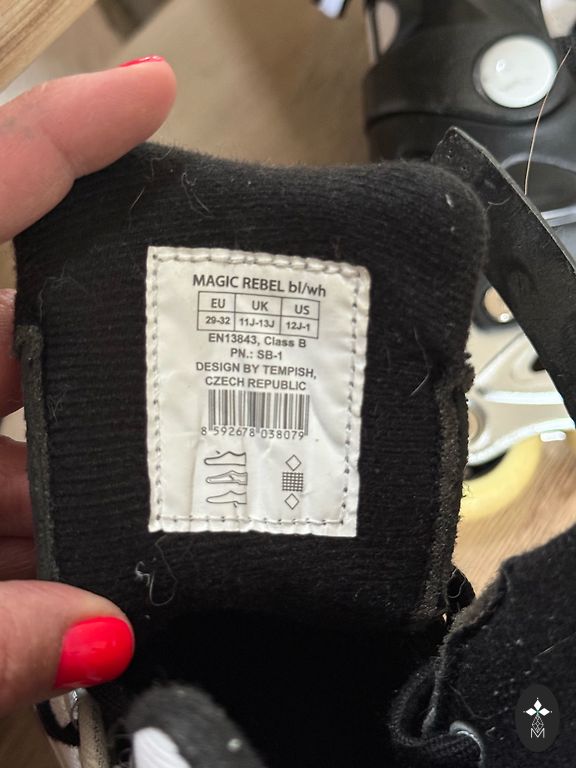 MAGIC REBEL bl/wh
EU UK US
29-32 11J-13J 12J-1
EN13843, Class B
PN.: SB-1
DESIGN BY TEMPISH,
CZECH REPUBLIC
8 592678 038079
M